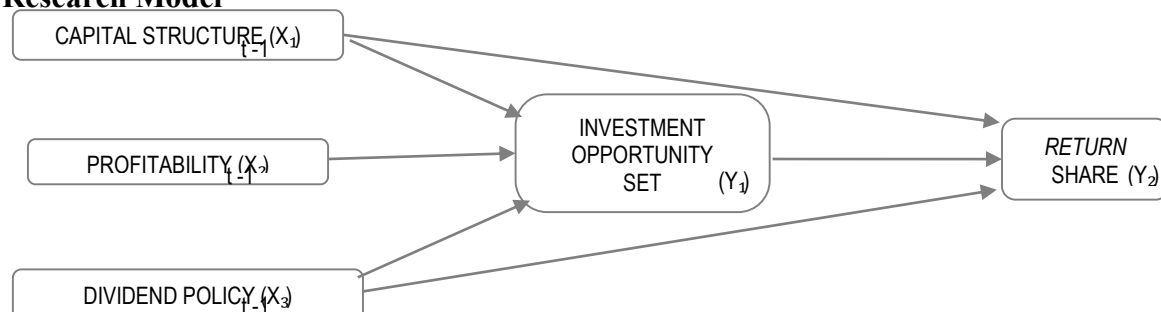 Research Model
CAPITAL STRUCTURE (X₁)
t -1
INVESTMENT
OPPORTUNITY
SET (Y₁)
RETURN
SHARE (Y₂)
PROFITABILITY (X₂)
t -1
DIVIDEND POLICY (X₃)
t -1